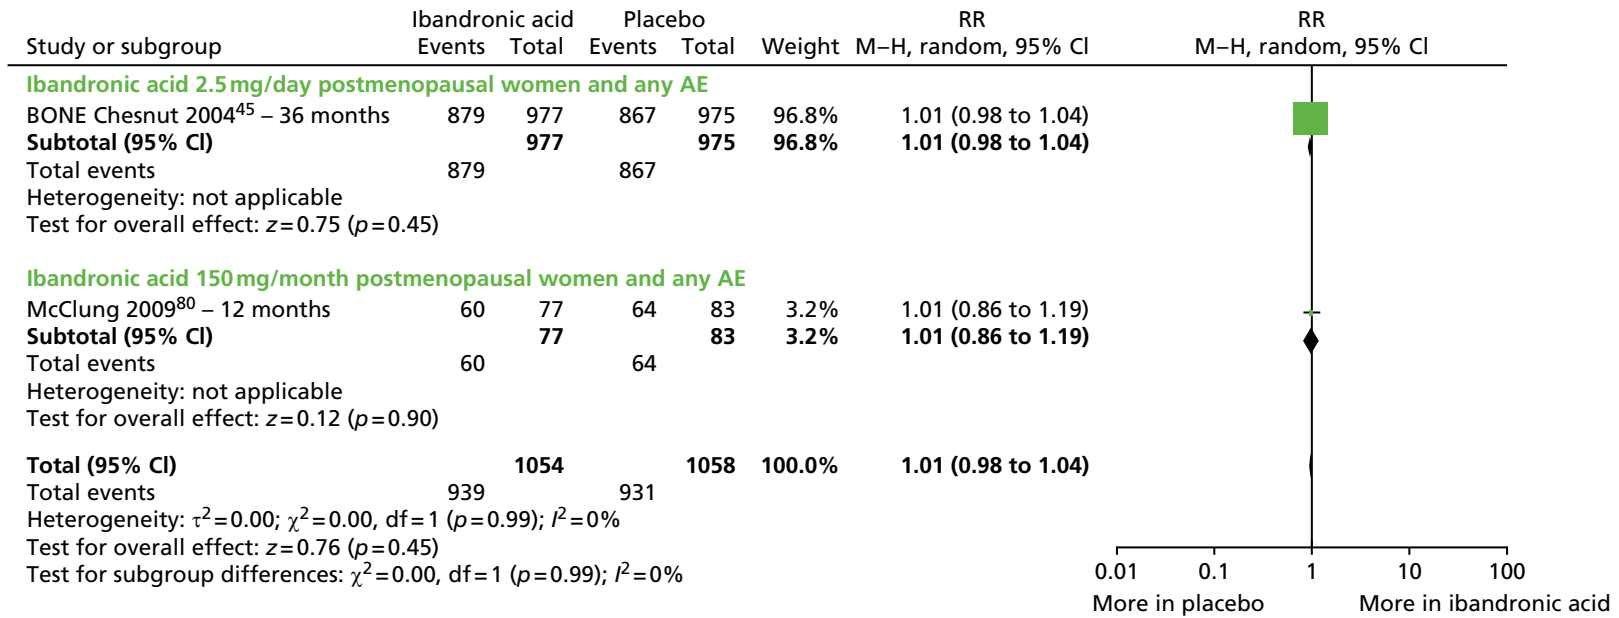 Ibandronic acid Placebo RR RR
Study or subgroup Events Total Events Total Weight M–H, random, 95% CI M–H, random, 95% CI
Ibandronic acid 2.5 mg/day postmenopausal women and any AE
BONE Chesnut 2004⁴⁵ – 36 months 879 977 867 975 96.8% 1.01 (0.98 to 1.04)
Subtotal (95% CI) 977 975 96.8% 1.01 (0.98 to 1.04)
Total events 879 867
Heterogeneity: not applicable
Test for overall effect: z=0.75 (p=0.45)
Ibandronic acid 150 mg/month postmenopausal women and any AE
McClung 2009⁸⁰ – 12 months 60 77 64 83 3.2% 1.01 (0.86 to 1.19)
Subtotal (95% CI) 77 83 3.2% 1.01 (0.86 to 1.19)
Total events 60 64
Heterogeneity: not applicable
Test for overall effect: z=0.12 (p=0.90)
Total (95% CI) 1054 1058 100.0% 1.01 (0.98 to 1.04)
Total events 939 931
Heterogeneity: τ²=0.00; χ²=0.00, df=1 (p=0.99); I²=0%
Test for overall effect: z=0.76 (p=0.45)
Test for subgroup differences: χ²=0.00, df=1 (p=0.99); I²=0%
0.01 0.1 1 10 100
More in placebo More in ibandronic acid